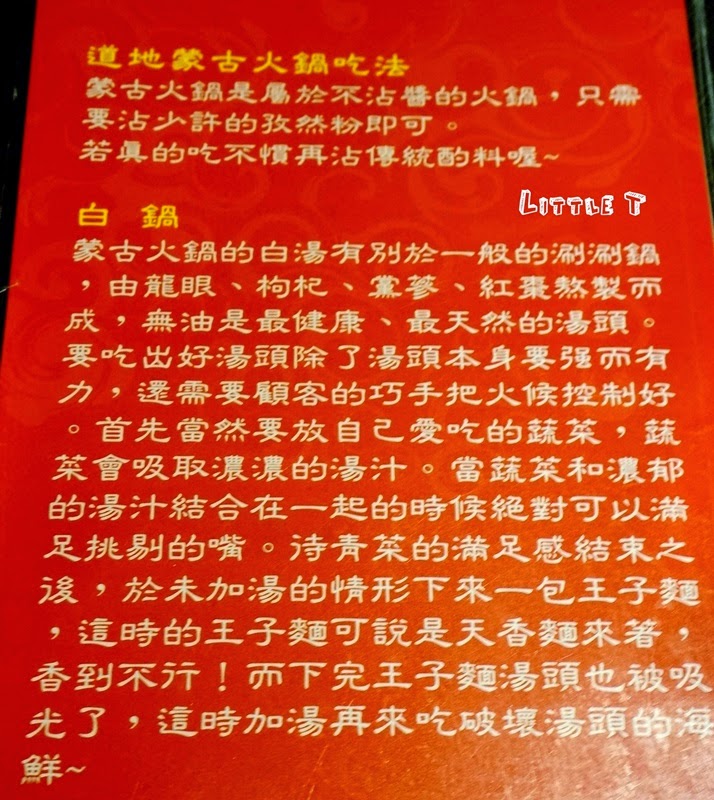 道地蒙古火鍋吃法
蒙古火鍋是屬於不沾醬的火鍋，只需
要沾少許的孜然粉即可。
若真的吃不慣再沾傳統酌料喔~
LITTLE T
白 鍋
蒙古火鍋的白湯有別於一般的涮涮鍋
，由龍眼、枸杞、黨蔘、紅棗熬製而
成，無油是最健康、最天然的湯頭。
要吃出好湯頭除了湯頭本身要强而有
力，還需要顧客的巧手把火候控制好
。首先當然要放自己愛吃的蔬菜，蔬
菜會吸取濃濃的湯汁。當蔬菜和濃郁
的湯汁結合在一起的時候絕對可以滿
足挑剔的嘴。待青菜的滿足感結束之
後，於未加湯的情形下來一包王子麵
，這時的王子麵可說是天香麵來著，
香到不行！而下完王子麵湯頭也被吸
光了，這時加湯再來吃破壞湯頭的海
鮮~